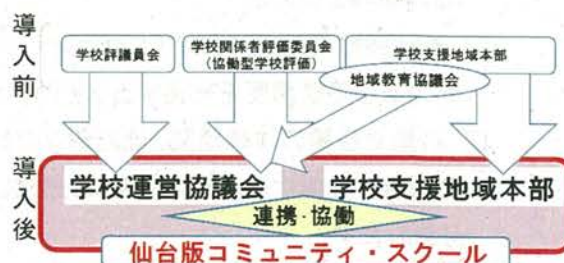 導入前
学校評議員会
学校関係者評価委員会
(協働型学校評価)
学校支援地域本部
地域教育協議会
導入後
学校運営協議会
学校支援地域本部
連携・協働
仙台版コミュニティ・スクール